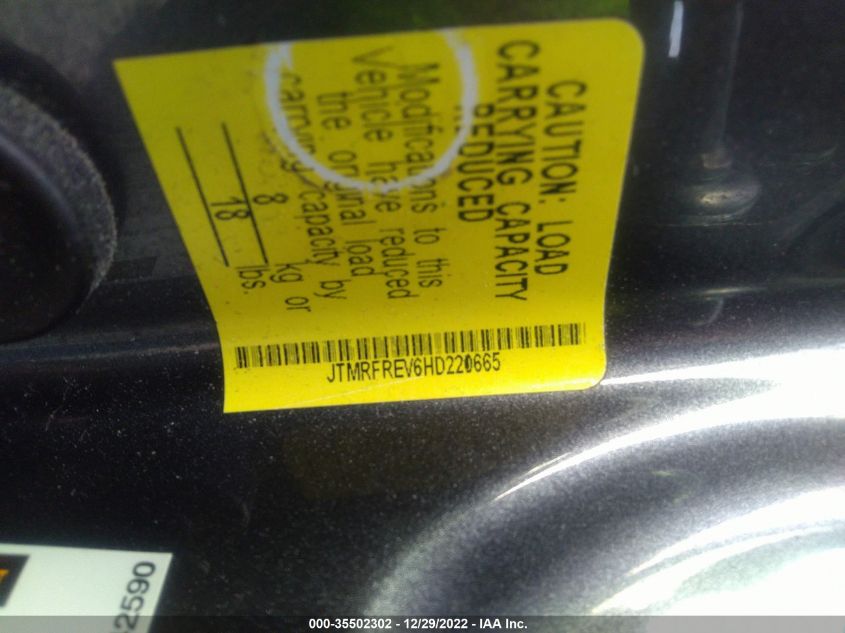 CAUTION: LOAD
CARRYING CAPACITY
REDUCED
Modifications to this
Vehicle have reduced
the original load
carrying capacity by
8 kg or
18 lbs.
JTMRFREV6HD220665
2590
000-35502302 - 12/29/2022 - IAA Inc.